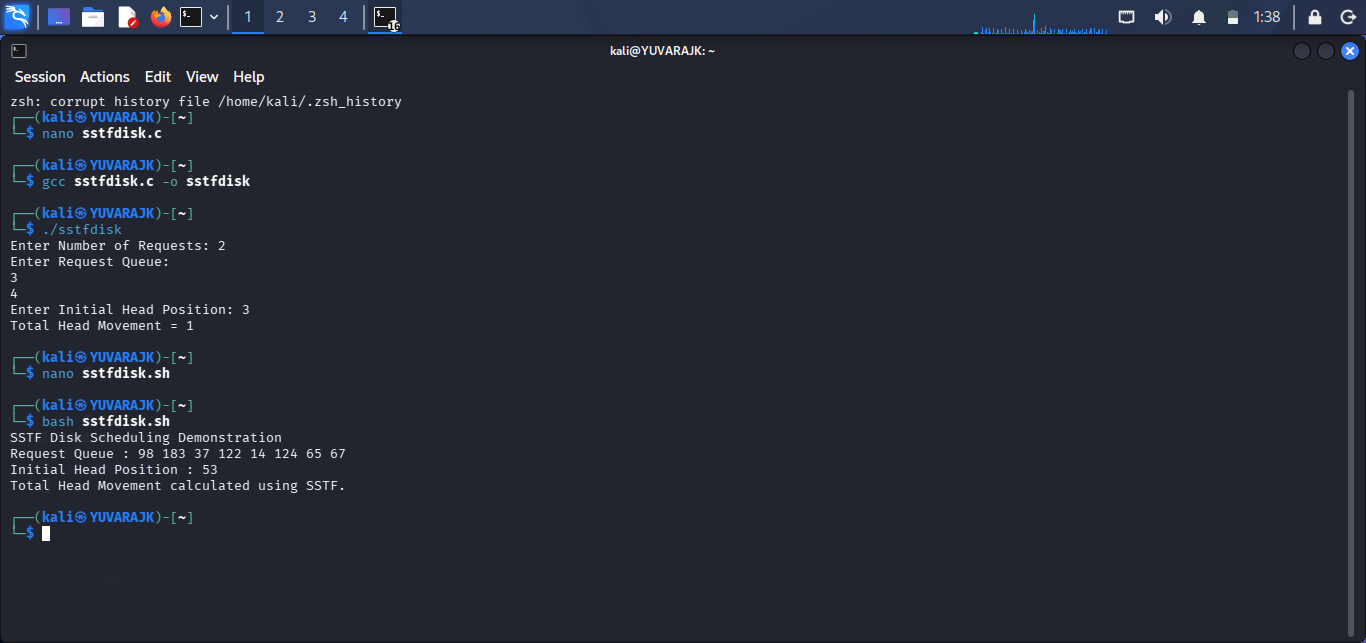 1 2 3 4 1:38
kali@YUVARAJK: ~
Session Actions Edit View Help
zsh: corrupt history file /home/kali/.zsh_history
┌──(kali㉿YUVARAJK)-[~]
└─$ nano sstfdisk.c
┌──(kali㉿YUVARAJK)-[~]
└─$ gcc sstfdisk.c -o sstfdisk
┌──(kali㉿YUVARAJK)-[~]
└─$ ./sstfdisk
Enter Number of Requests: 2
Enter Request Queue:
3
4
Enter Initial Head Position: 3
Total Head Movement = 1
┌──(kali㉿YUVARAJK)-[~]
└─$ nano sstfdisk.sh
┌──(kali㉿YUVARAJK)-[~]
└─$ bash sstfdisk.sh
SSTF Disk Scheduling Demonstration
Request Queue : 98 183 37 122 14 124 65 67
Initial Head Position : 53
Total Head Movement calculated using SSTF.
┌──(kali㉿YUVARAJK)-[~]
└─$